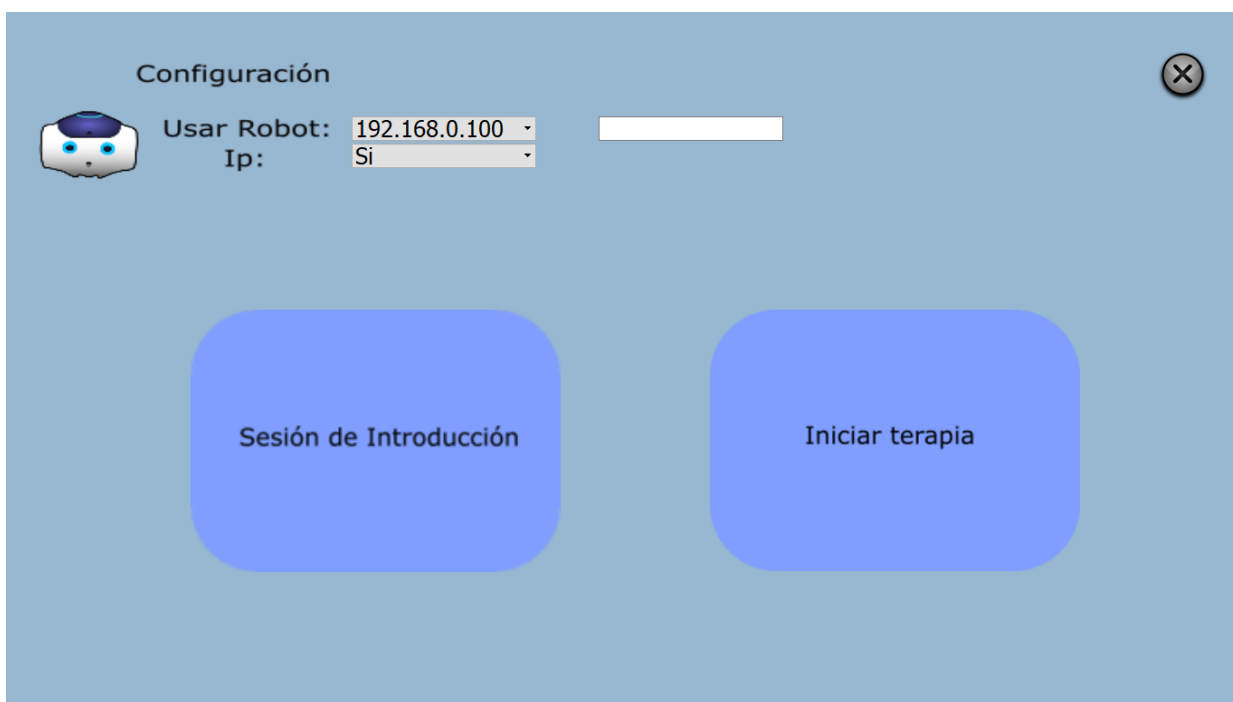 Configuración
Usar Robot: 192.168.0.100
Ip: Si
Sesión de Introducción
Iniciar terapia